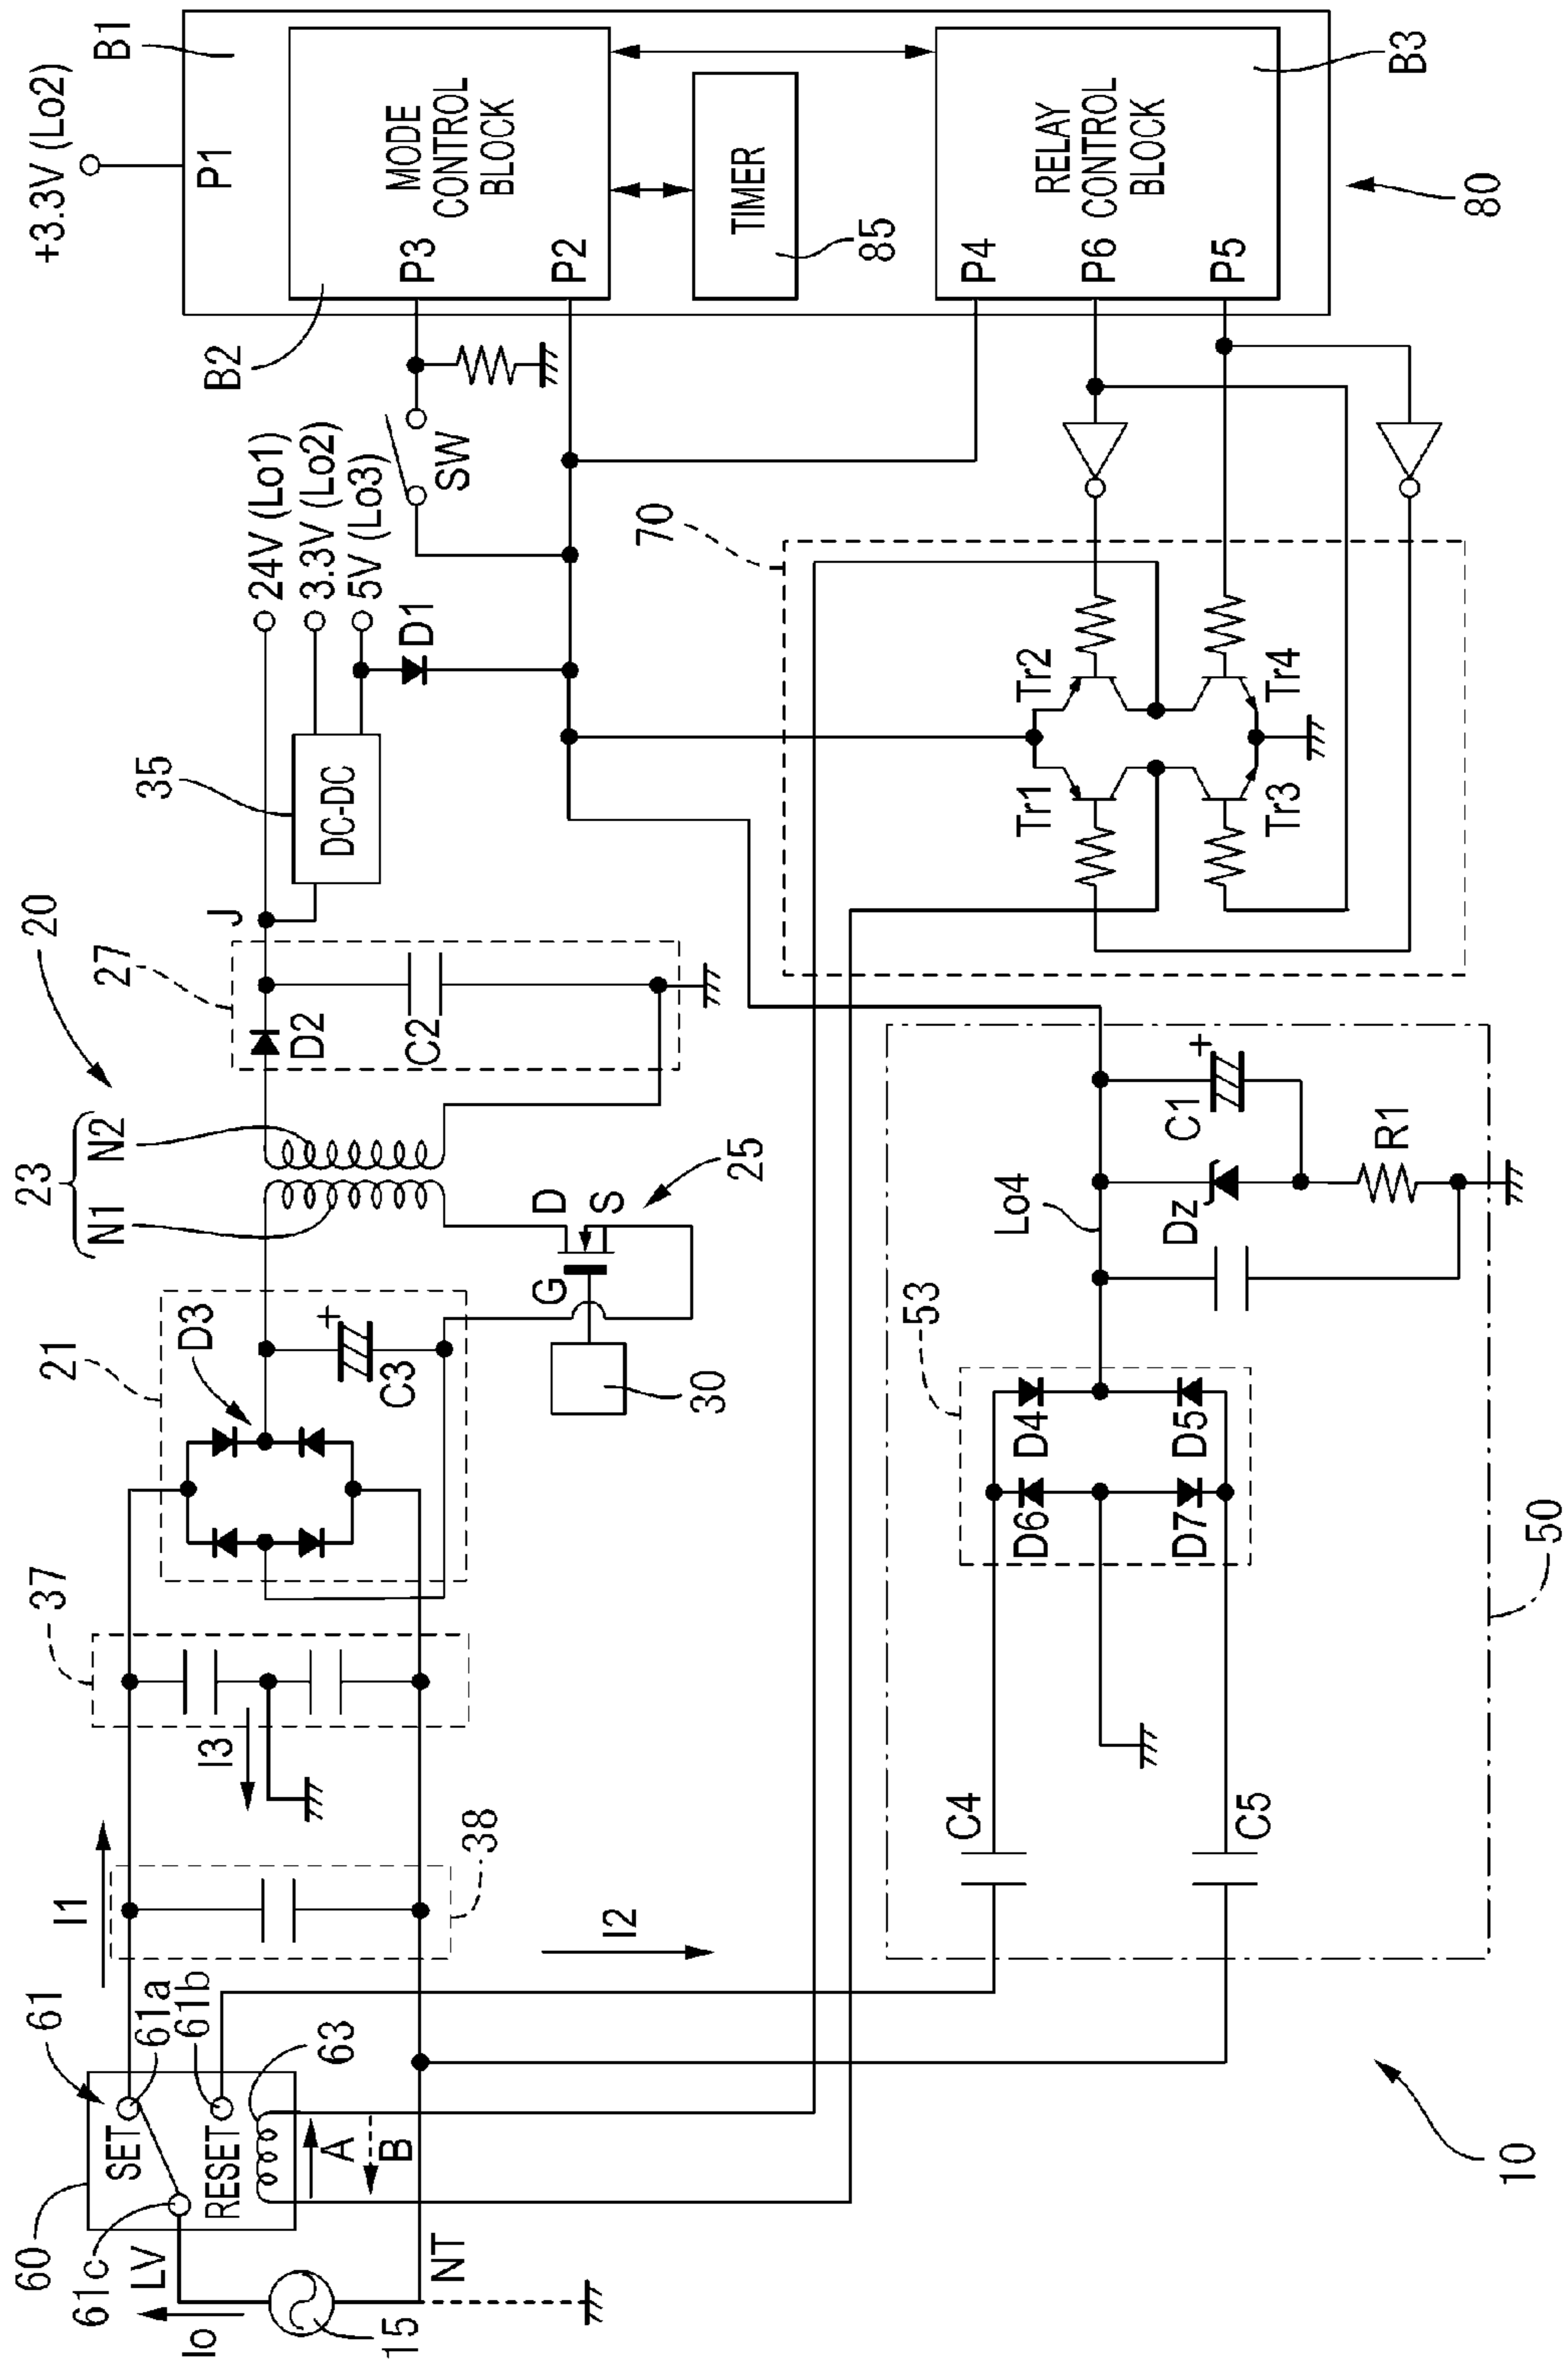 10
20
23
N1 N2
25
D
S
G
30
21
D3
C3
+
37
I3
38
I1
I2
60
61
61a
61b
61c
SET
RESET
63
A
B
LV
NT
Io
15
27
D2
C2
J
35
DC-DC
24V (Lo1)
3.3V (Lo2)
5V (Lo3)
D1
SW
+3.3V (Lo2)
P1
B1
B2
MODE
CONTROL
BLOCK
P3
P2
TIMER
85
RELAY
CONTROL
BLOCK
B3
P4
P6
P5
80
70
Tr1
Tr2
Tr3
Tr4
50
53
D4
D5
D6
D7
C4
C5
Lo4
Dz
C1
+
R1